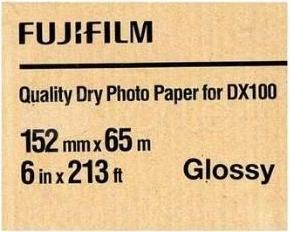 FUJIFILM
Quality Dry Photo Paper for DX100
152 mm x 65 m
6 in x 213 ft Glossy